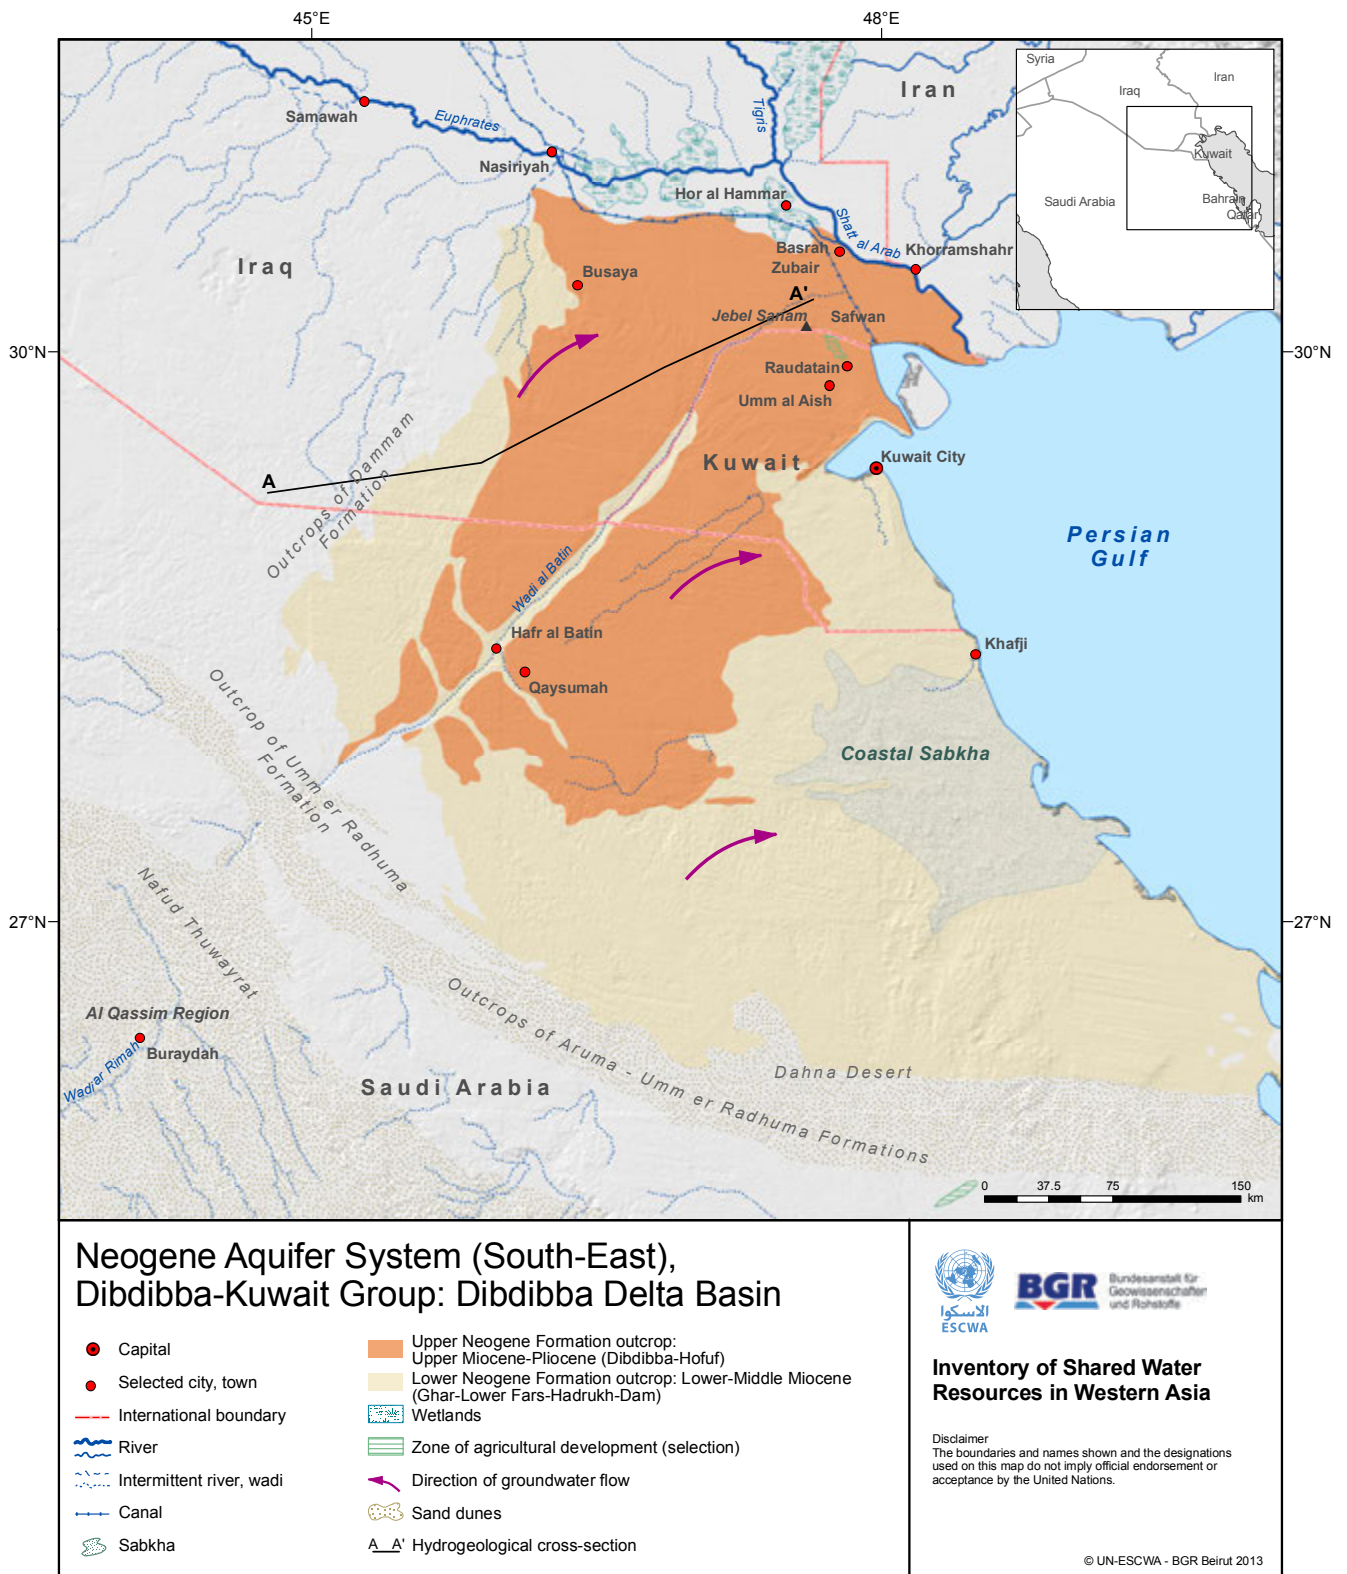 45°E
48°E
Syria
Iran
Iraq
Kuwait
Saudi Arabia
Bahrain
Qatar
Iran
Samawah
Euphrates
Tigris
Nasiriyah
Hor al Hammar
Shatt al Arab
Basrah
Khorramshahr
Zubair
Iraq
Busaya
A'
Jebel Sanam
Safwan
30°N
30°N
Raudatain
Umm al Aish
Kuwait
Kuwait City
A
Outcrops of Dammam
Formation
Persian
Gulf
Wadi al Batin
Hafr al Batin
Khafji
Qaysumah
Outcrop of Umm er Radhuma
Formation
Coastal Sabkha
Nafud Thuwayrat
27°N
27°N
Outcrops of Aruma - Umm er Radhuma Formations
Al Qassim Region
Buraydah
Wadiar Rimah
Dahna Desert
Saudi Arabia
0 37.5 75 150
km
Neogene Aquifer System (South-East),
Dibdibba-Kuwait Group: Dibdibba Delta Basin
Capital
Selected city, town
International boundary
River
Intermittent river, wadi
Canal
Sabkha
Upper Neogene Formation outcrop:
Upper Miocene-Pliocene (Dibdibba-Hofuf)
Lower Neogene Formation outcrop: Lower-Middle Miocene
(Ghar-Lower Fars-Hadrukh-Dam)
Wetlands
Zone of agricultural development (selection)
Direction of groundwater flow
Sand dunes
A A' Hydrogeological cross-section
الاسكوا
ESCWA
BGR
Bundesanstalt für
Geowissenschaften
und Rohstoffe
Inventory of Shared Water
Resources in Western Asia
Disclaimer
The boundaries and names shown and the designations
used on this map do not imply official endorsement or
acceptance by the United Nations.
© UN-ESCWA - BGR Beirut 2013